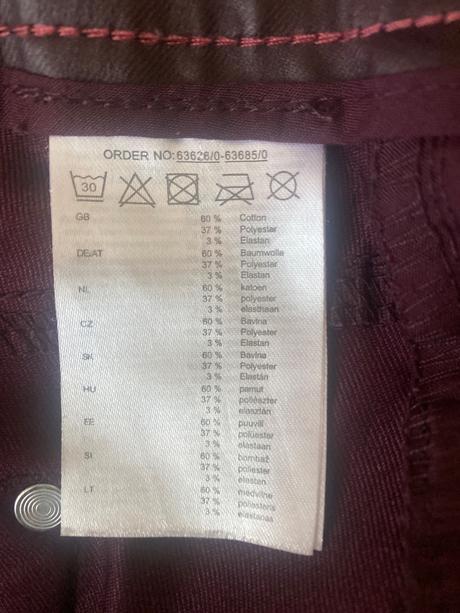 ORDER NO:63626/0-63685/0
30
GB 60 % Cotton
37 % Polyester
3 % Elastan
DE/AT 60 % Baumwolle
37 % Polyester
3 % Elastan
NL 60 % katoen
37 % polyester
3 % elasthaan
CZ 60 % Bavlna
37 % Polyester
3 % Elastan
SK 60 % Bavlna
37 % Polyester
3 % Elastán
HU 60 % pamut
37 % poliészter
3 % elasztán
EE 60 % puuvill
37 % polüester
3 % elastaan
SI 60 % bombaž
37 % poliester
3 % elastan
LT 60 % medvilnė
37 % poliesteris
3 % elastanas